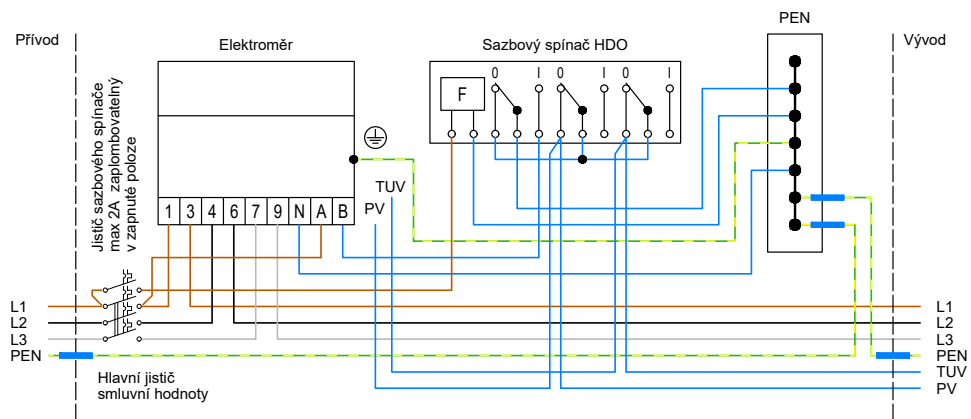 PEN
Přívod
Elektroměr
Sazbový spínač HDO
Vývod
Jistič sazbového spínače
max 2A zaplombovatelný
v zapnuté poloze
F
0 I 0 I 0 I
TUV
PV
1 3 4 6 7 9 N A B
L1
L2
L3
PEN
Hlavní jistič
smluvní hodnoty
L1
L2
L3
PEN
TUV
PV